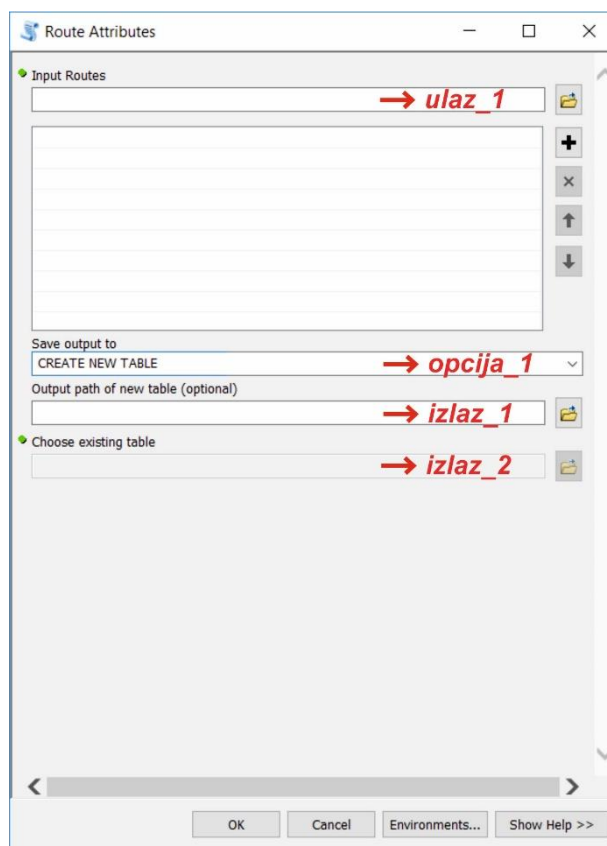 Route Attributes
Input Routes
→ ulaz_1
Save output to
CREATE NEW TABLE → opcija_1
Output path of new table (optional)
→ izlaz_1
Choose existing table
→ izlaz_2
OK Cancel Environments... Show Help >>